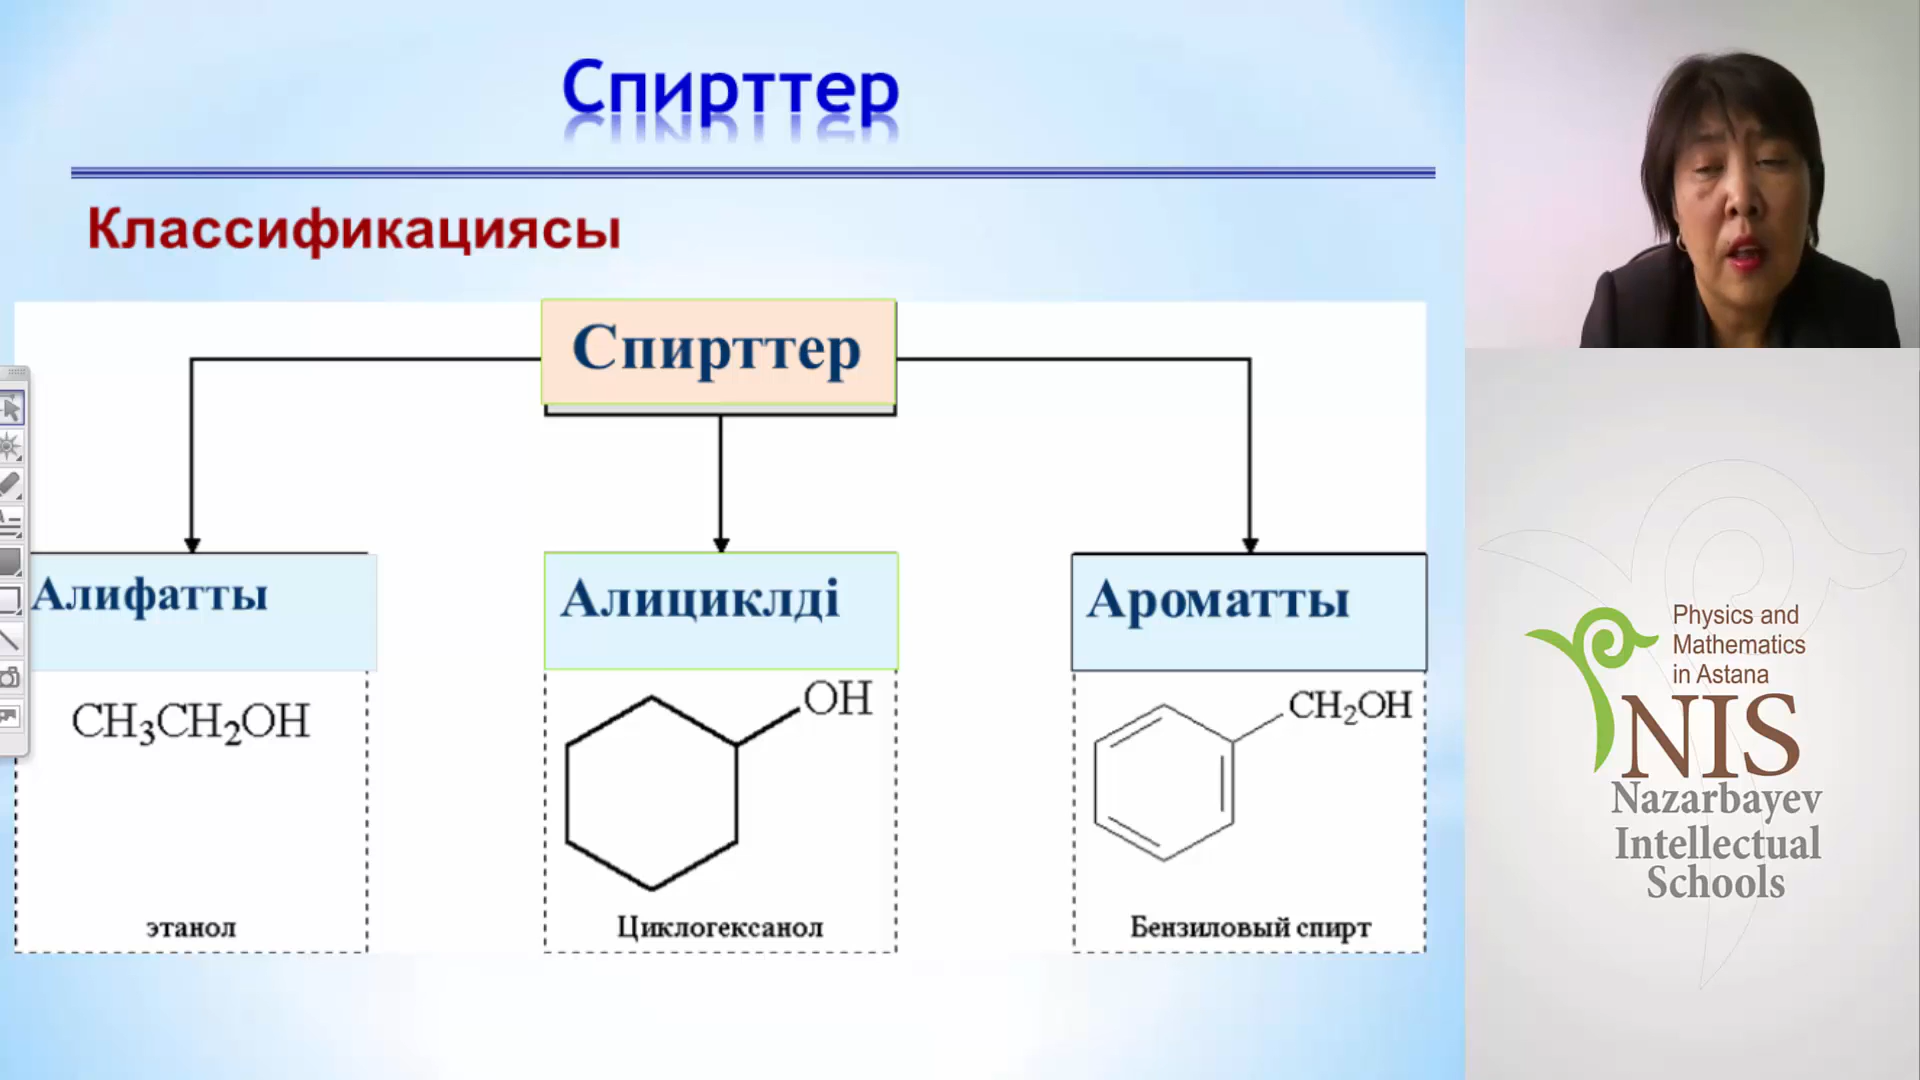 Спирттер
Классификациясы
Спирттер
Алифатты
Алициклді
Ароматты
CH₃CH₂OH
OH
CH₂OH
этанол
Циклогексанол
Бензиловый спирт
Physics and
Mathematics
in Astana
NIS
Nazarbayev
Intellectual
Schools